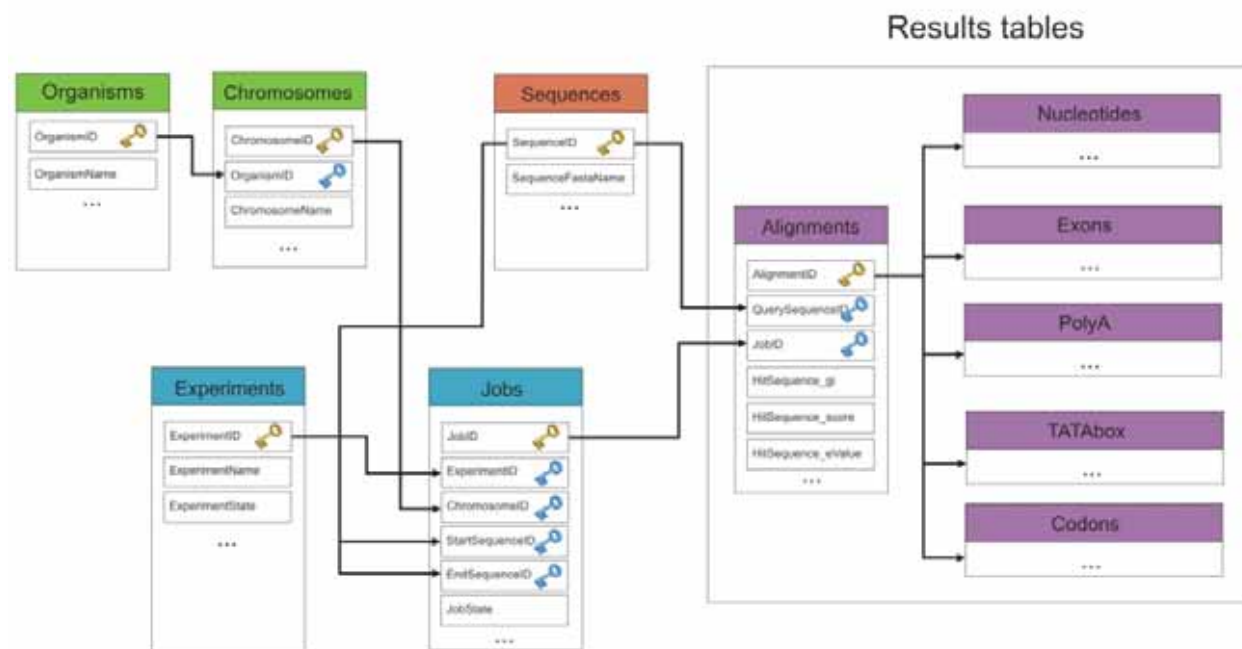 Results tables
Organisms
OrganismID
OrganismName
...
Chromosomes
ChromosomeID
OrganismID
ChromosomeName
...
Sequences
SequenceID
SequenceFastaName
...
Experiments
ExperimentID
ExperimentName
ExperimentState
...
Jobs
JobID
ExperimentID
ChromosomeID
StartSequenceID
EndSequenceID
JobState
...
Alignments
AlignmentID
QuerySequenceID
JobID
HitSequence_gi
HitSequence_score
HitSequence_eValue
...
Nucleotides
...
Exons
...
PolyA
...
TATAbox
...
Codons
...